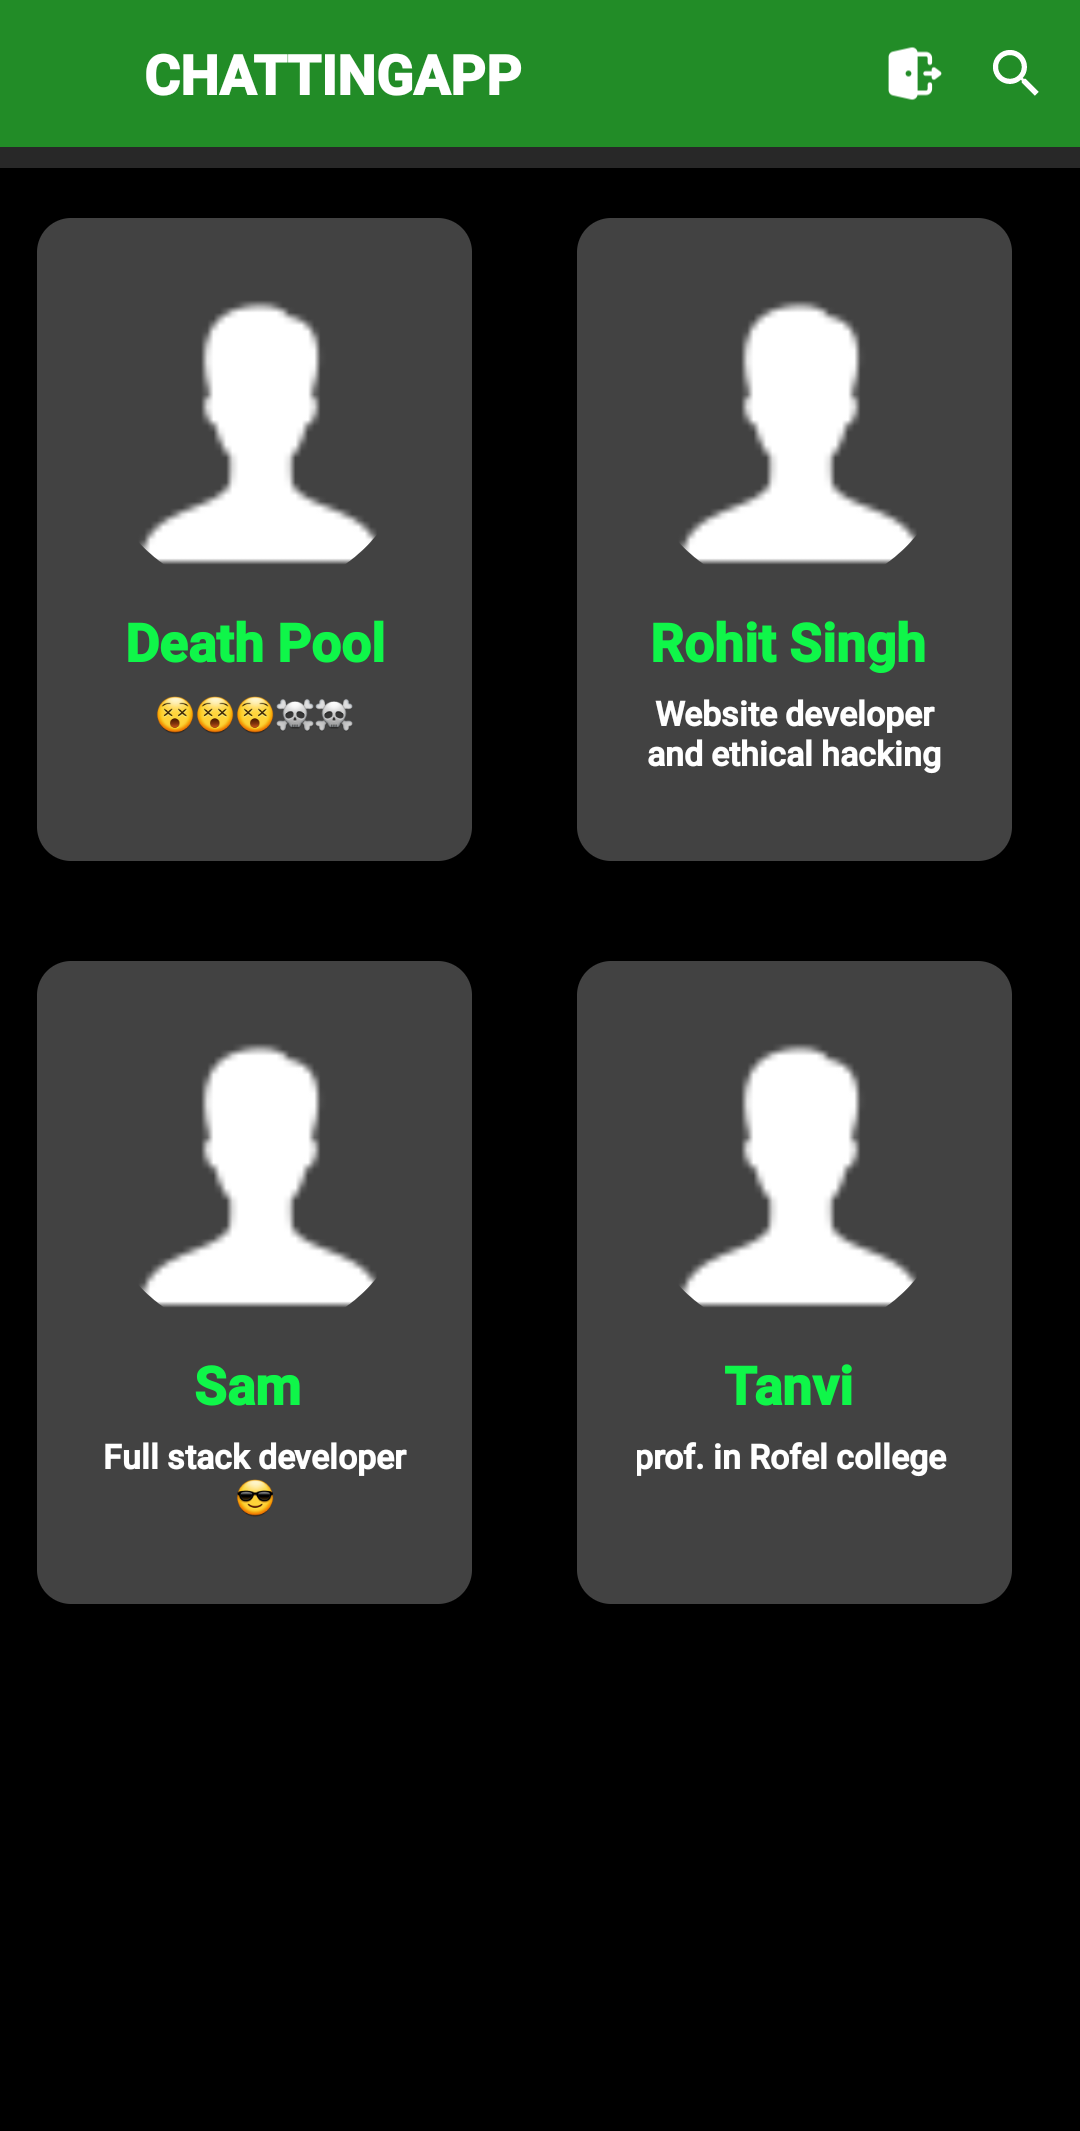 CHATTINGAPP
Death Pool
😵😵😵☠️☠️
Rohit Singh
Website developer
and ethical hacking
Sam
Full stack developer
😎
Tanvi
prof. in Rofel college